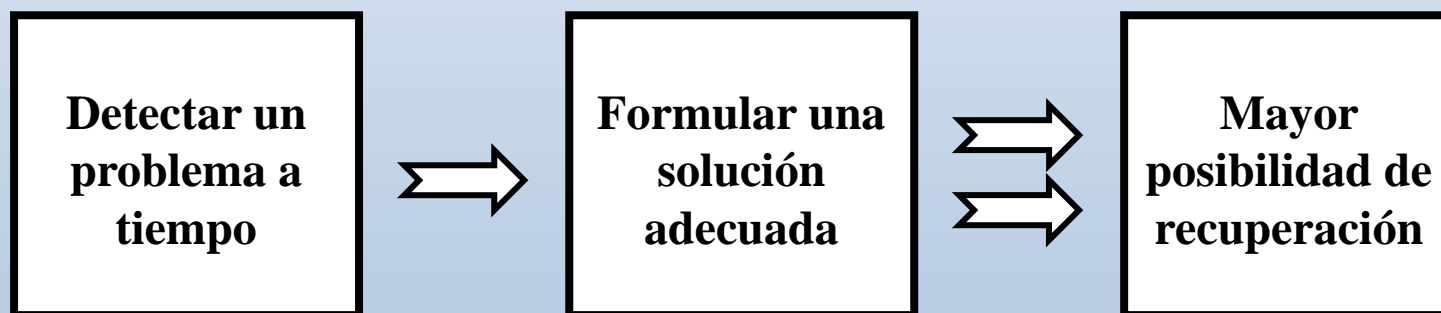 Detectar un
problema a
tiempo
Formular una
solución
adecuada
Mayor
posibilidad de
recuperación